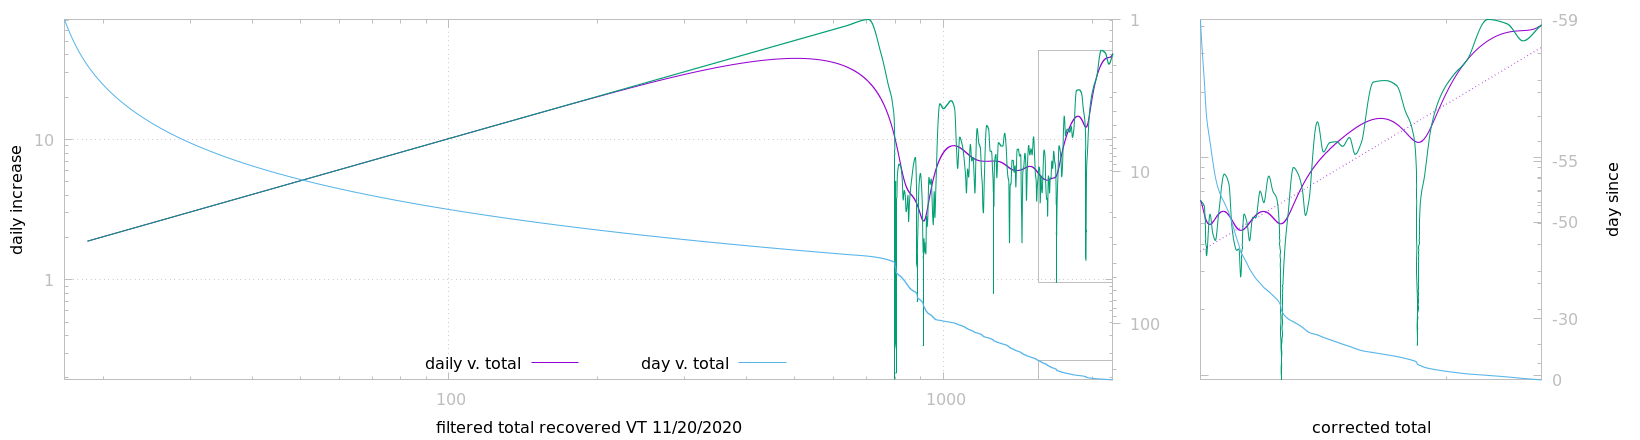 1
-59
10
10
-55
daily increase
-50
day since
1
100
-30
daily v. total
day v. total
0
100
1000
filtered total recovered VT 11/20/2020
corrected total